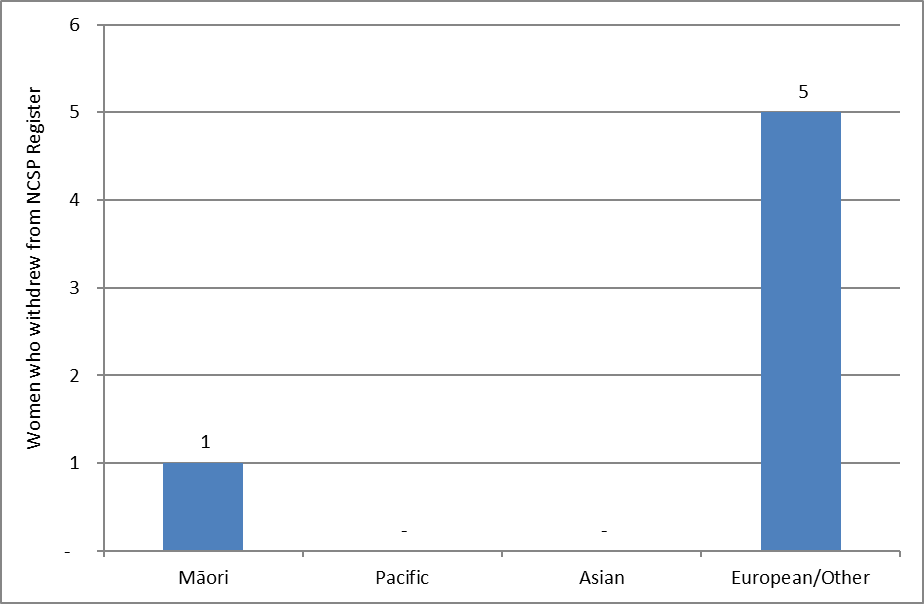 Women who withdrew from NCSP Register
6
5
4
3
2
1
-
1
-
-
5
Māori
Pacific
Asian
European/Other